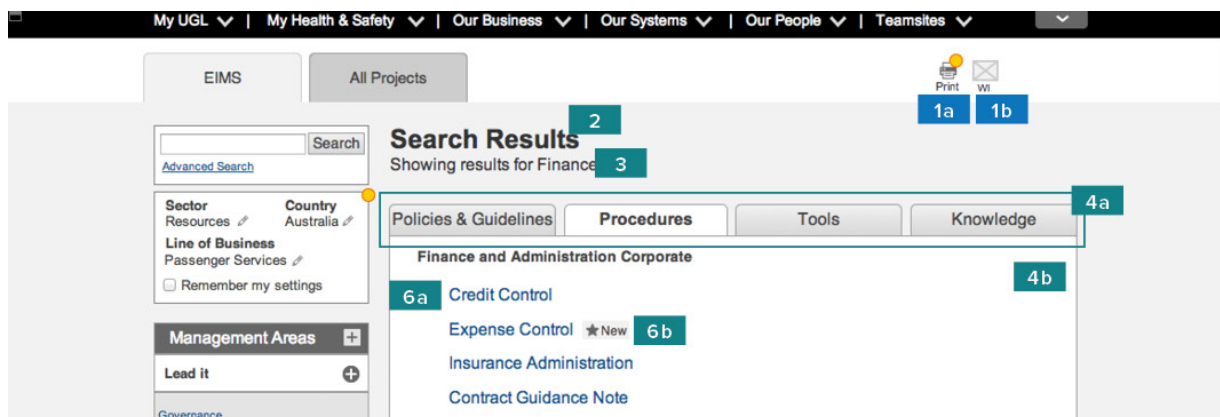 My UGL | My Health & Safety | Our Business | Our Systems | Our People | Teamsites
EIMS All Projects
Print WI
1a 1b
Search
Advanced Search
Search Results 2
Showing results for Finance 3
Sector Country
Resources Australia
Line of Business
Passenger Services
Remember my settings
4a
Policies & Guidelines Procedures Tools Knowledge
Finance and Administration Corporate
4b
6a Credit Control
Expense Control New 6b
Insurance Administration
Contract Guidance Note
Management Areas
Lead it
Governance